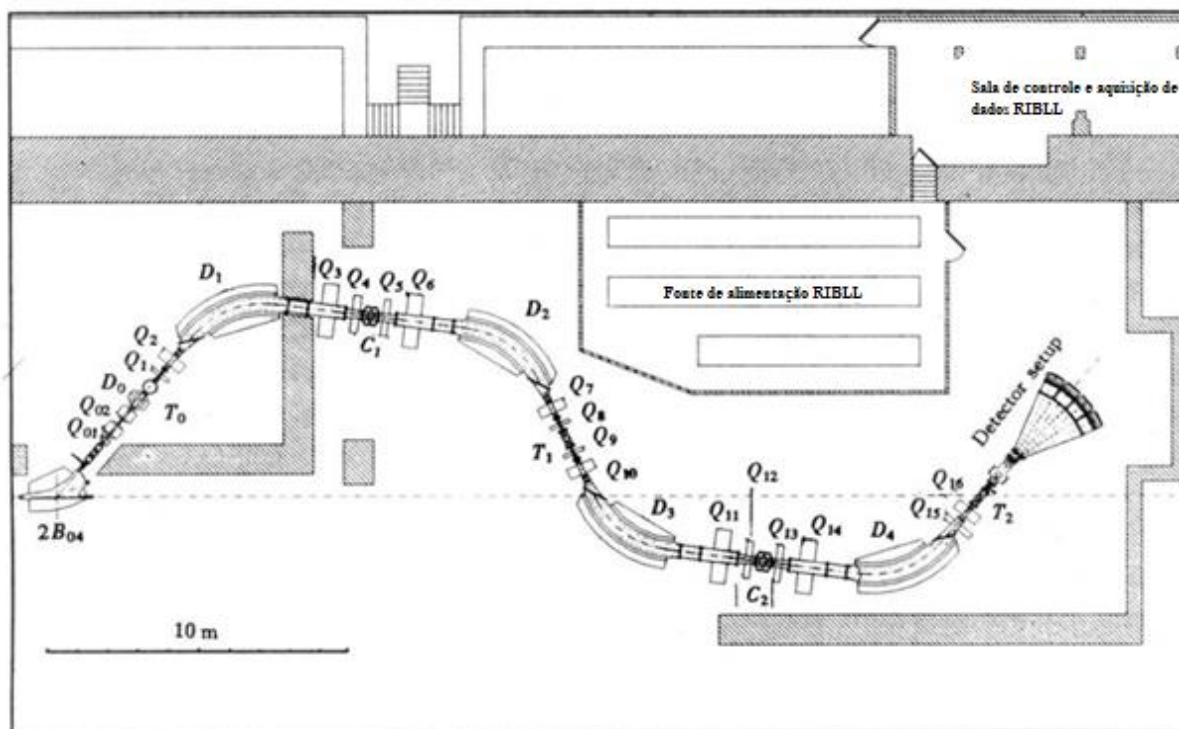 Sala de controle e aquisição de
dados RIBLL
Fonte de alimentação RIBLL
D₁
Q₃
Q₄
Q₅
Q₆
C₁
D₂
Q₂
Q₁
D₀
Q₀₂
T₀
Q₀₁
2B₀₄
Q₇
Q₈
Q₉
T₁
Q₁₀
D₃
Q₁₁
Q₁₂
Q₁₃
Q₁₄
C₂
D₄
Q₁₅
Q₁₆
T₂
Detector setup
10 m